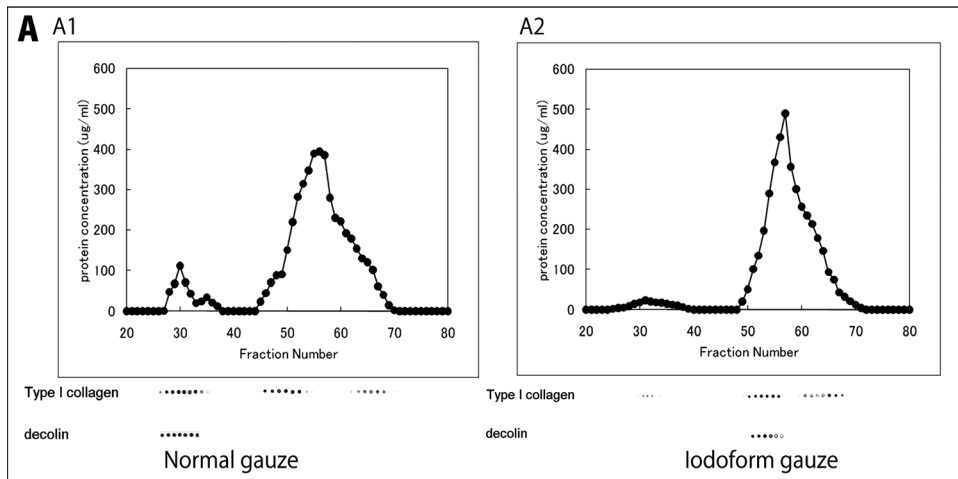 A A1 A2
600
500
400
300
200
100
0
protein concentration (ug/ml)
20 30 40 50 60 70 80
Fraction Number
600
500
400
300
200
100
0
protein concentration (ug/ml)
20 30 40 50 60 70 80
Fraction Number
Type I collagen
decolin
Normal gauze
Type I collagen
decolin
Iodoform gauze